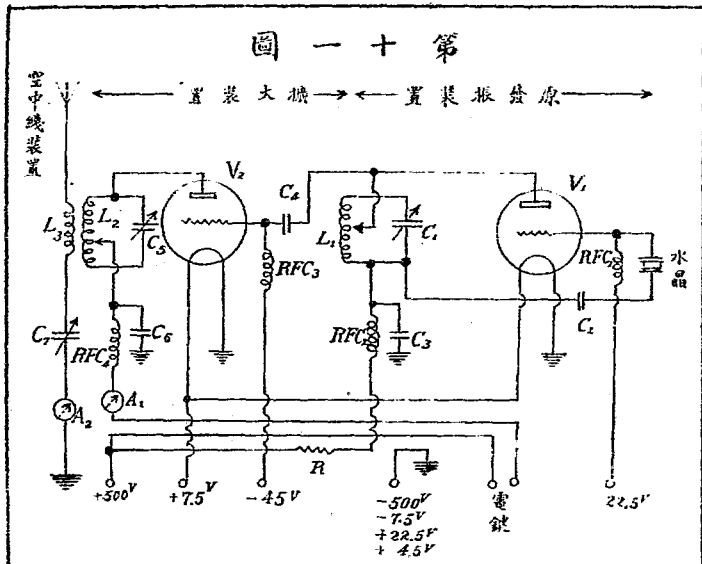 圖一十第
空中綫裝置
置裝大擴
置裝振發原
V₂
V₁
C₄
L₃
L₂
C₅
RFC₃
L₁
C₁
RFC₁
水晶
C₂
C₇
RFC₄
C₆
RFC₂
C₃
A₂
A₁
R
+500V
+7.5V
-45V
-500V
-7.5V
+22.5V
+45V
電鍵
22.5V